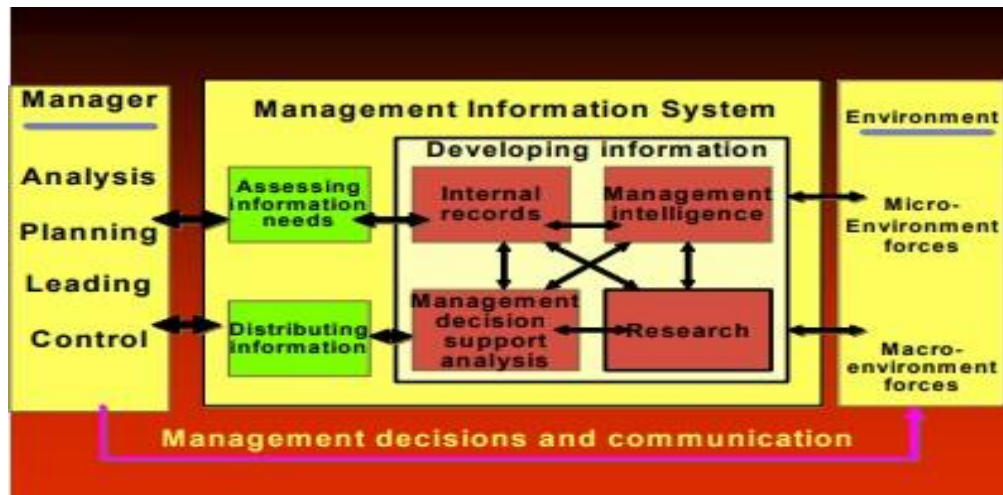 Manager
Analysis
Planning
Leading
Control
Management Information System
Assessing
information
needs
Distributing
information
Developing information
Internal
records
Management
intelligence
Management
decision
support
analysis
Research
Environment
Micro-
Environment
forces
Macro-
environment
forces
Management decisions and communication